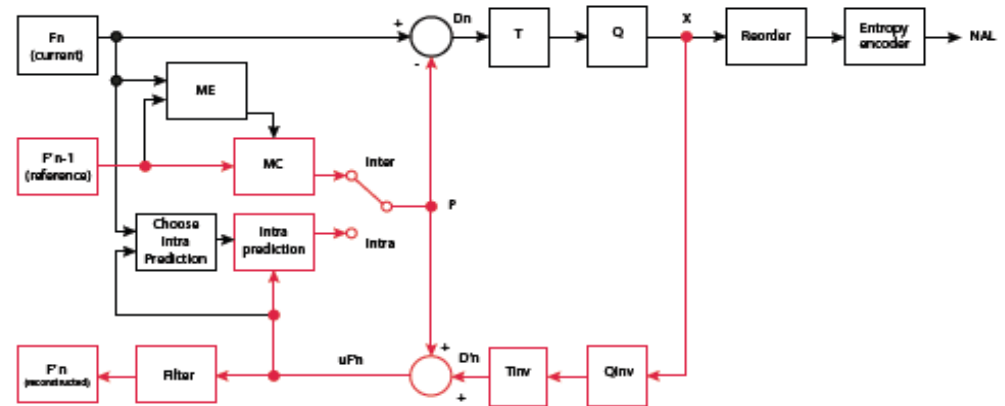 Fn
(current)
+
Dn
-
T
Q
X
Reorder
Entropy
encoder
NAL
ME
F'n-1
(reference)
MC
Inter
P
Choose
Intra
Prediction
Intra
prediction
Intra
F'n
(reconstructed)
Filter
uF'n
+
D'n
+
TInv
QInv